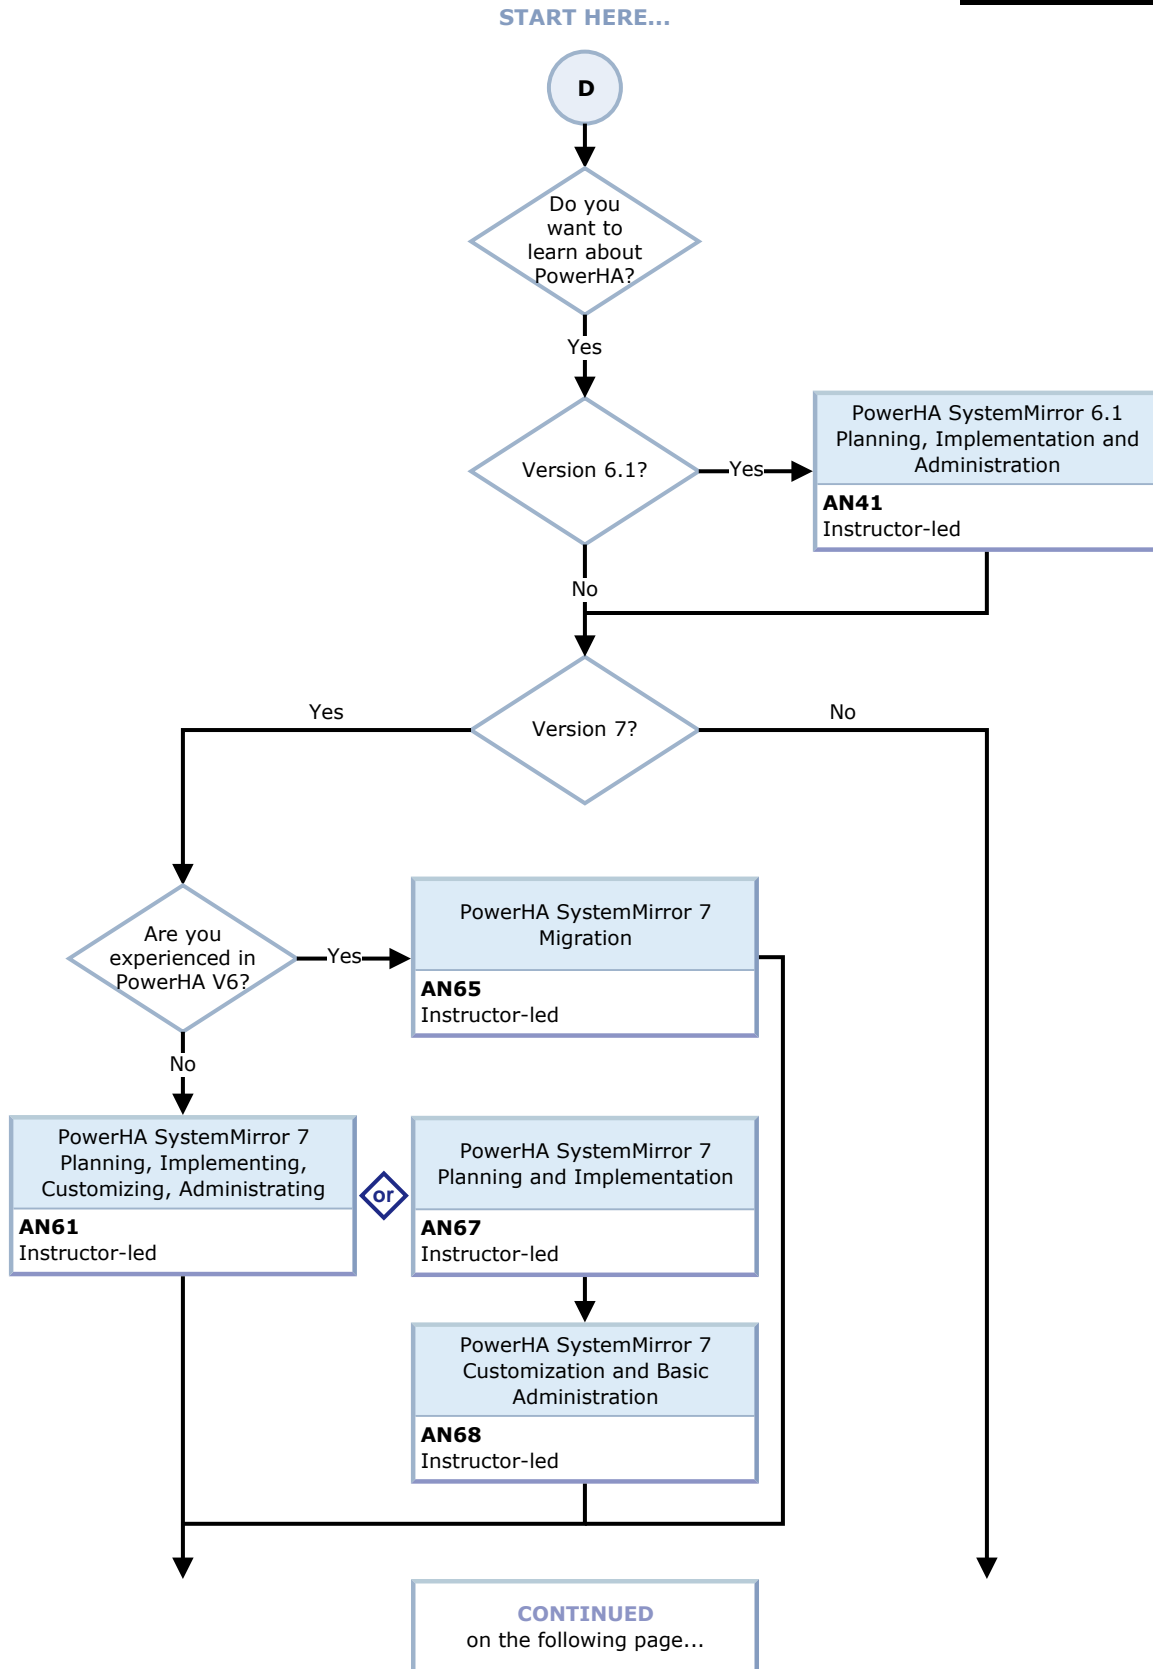 START HERE...
D
Do you
want to
learn about
PowerHA?
Yes
Version 6.1?
Yes
PowerHA SystemMirror 6.1
Planning, Implementation and
Administration
AN41
Instructor-led
No
Version 7?
Yes
No
Are you
experienced in
PowerHA V6?
Yes
PowerHA SystemMirror 7
Migration
AN65
Instructor-led
No
PowerHA SystemMirror 7
Planning, Implementing,
Customizing, Administrating
AN61
Instructor-led
or
PowerHA SystemMirror 7
Planning and Implementation
AN67
Instructor-led
PowerHA SystemMirror 7
Customization and Basic
Administration
AN68
Instructor-led
CONTINUED
on the following page...